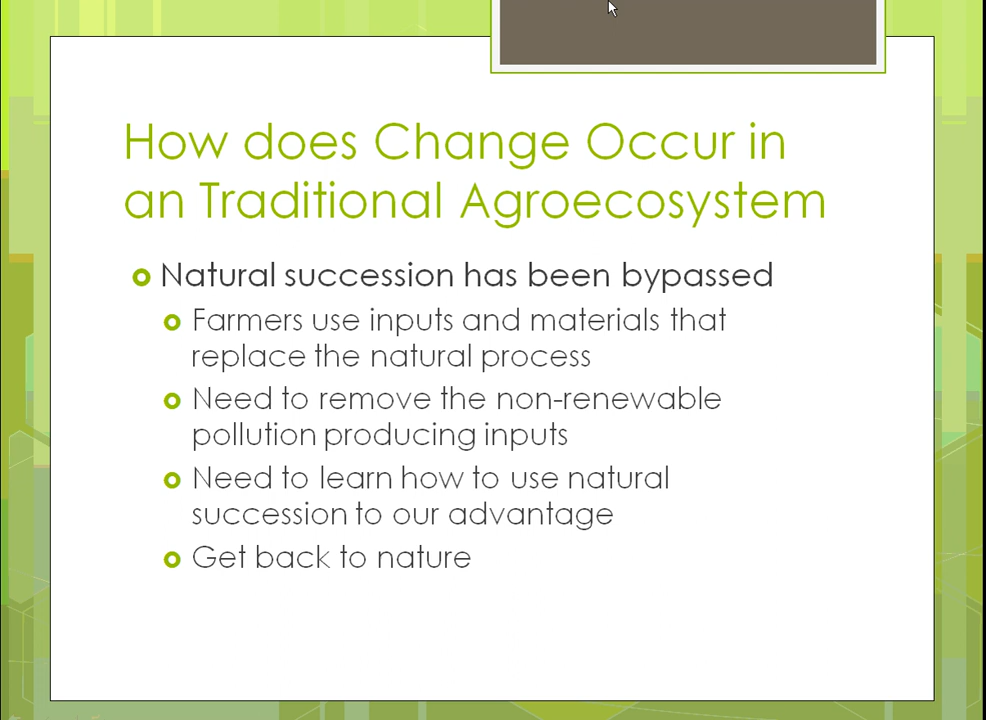 How does Change Occur in
an Traditional Agroecosystem
Natural succession has been bypassed
Farmers use inputs and materials that
replace the natural process
Need to remove the non-renewable
pollution producing inputs
Need to learn how to use natural
succession to our advantage
Get back to nature